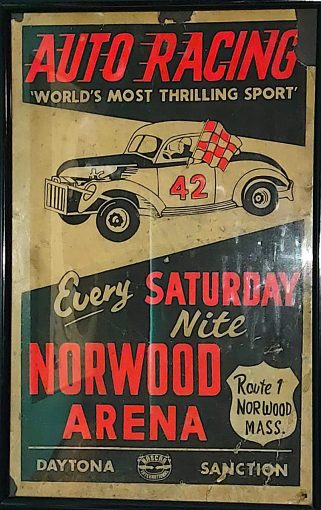 AUTO RACING
'WORLD'S MOST THRILLING SPORT'
42
Every SATURDAY
Nite
NORWOOD
ARENA
Route 1
NORWOOD
MASS.
DAYTONA
SANCTION